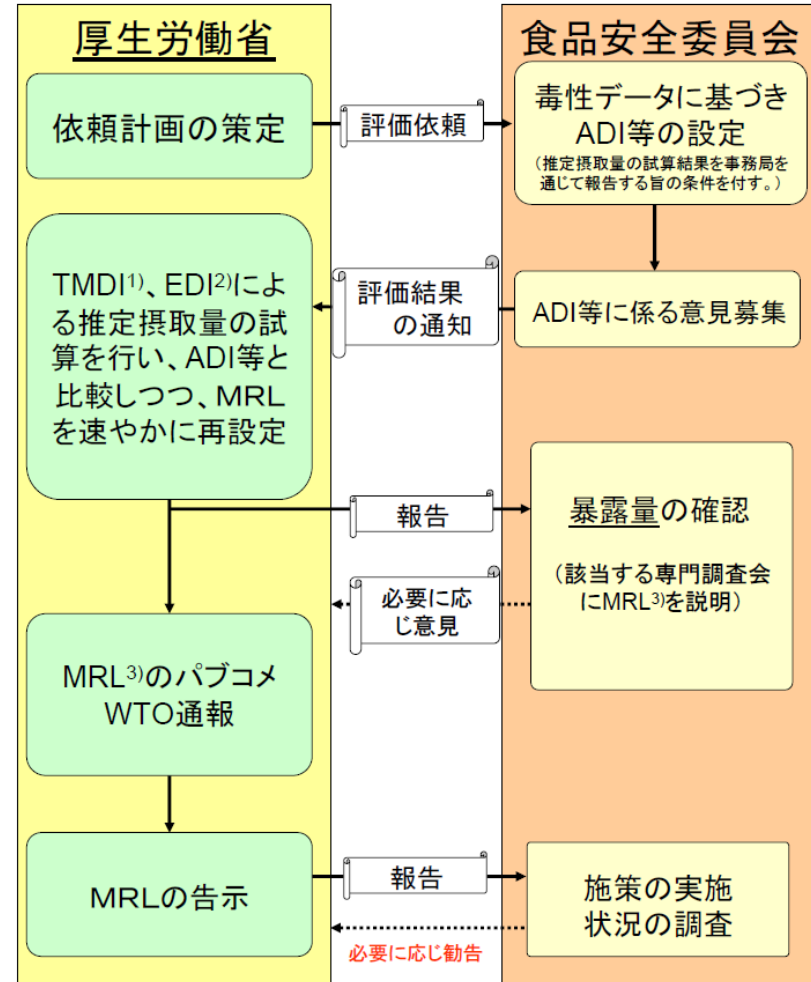 厚生労働省
食品安全委員会
依頼計画の策定
評価依頼
毒性データに基づき
ADI等の設定
（推定摂取量の試算結果を事務局を
通じて報告する旨の条件を付す。）
TMDI1)、EDI2)によ
る推定摂取量の試
算を行い、ADI等と
比較しつつ、ＭＲＬ
を速やかに再設定
評価結果
の通知
ADI等に係る意見募集
報告
暴露量の確認
（該当する専門調査会
にMRL3)を説明）
必要に応
じ意見
MRL3)のパブコメ
WTO通報
ＭＲＬの告示
報告
施策の実施
状況の調査
必要に応じ勧告